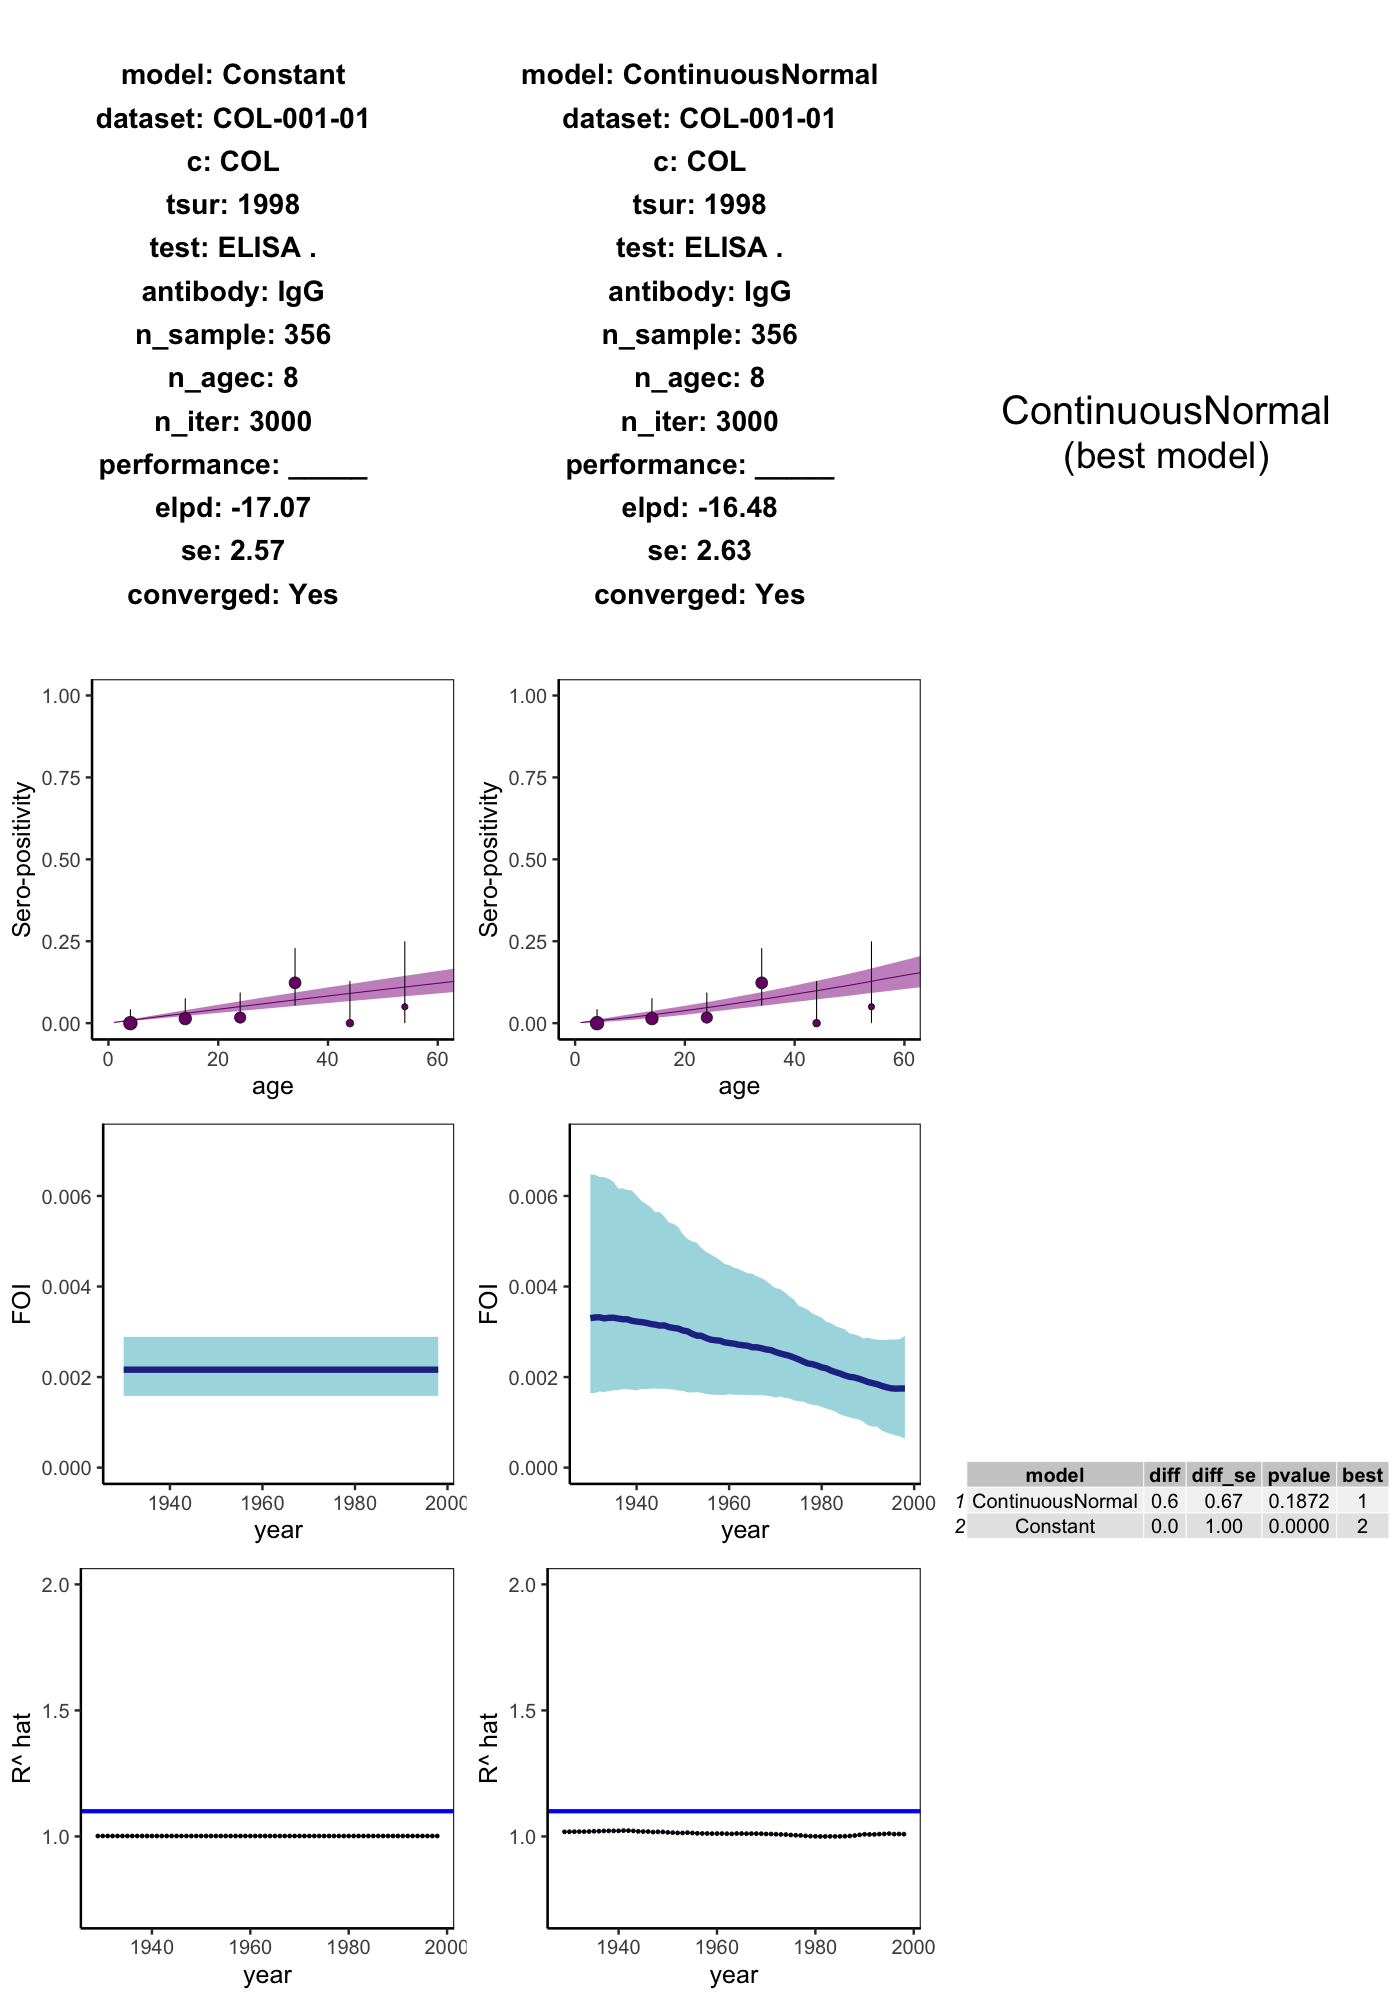 model: Constant
dataset: COL-001-01
c: COL
tsur: 1998
test: ELISA .
antibody: IgG
n_sample: 356
n_agec: 8
n_iter: 3000
performance: _____
elpd: -17.07
se: 2.57
converged: Yes
model: ContinuousNormal
dataset: COL-001-01
c: COL
tsur: 1998
test: ELISA .
antibody: IgG
n_sample: 356
n_agec: 8
n_iter: 3000
performance: _____
elpd: -16.48
se: 2.63
converged: Yes
ContinuousNormal
(best model)
Sero-positivity
1.00
0.75
0.50
0.25
0.00
0 20 40 60
age
Sero-positivity
1.00
0.75
0.50
0.25
0.00
0 20 40 60
age
FOI
0.006
0.004
0.002
0.000
1940 1960 1980 2000
year
FOI
0.006
0.004
0.002
0.000
1940 1960 1980 2000
year
model diff diff_se pvalue best
1 ContinuousNormal 0.6 0.67 0.1872 1
2 Constant 0.0 1.00 0.0000 2
R^ hat
2.0
1.5
1.0
1940 1960 1980 2000
year
R^ hat
2.0
1.5
1.0
1940 1960 1980 2000
year